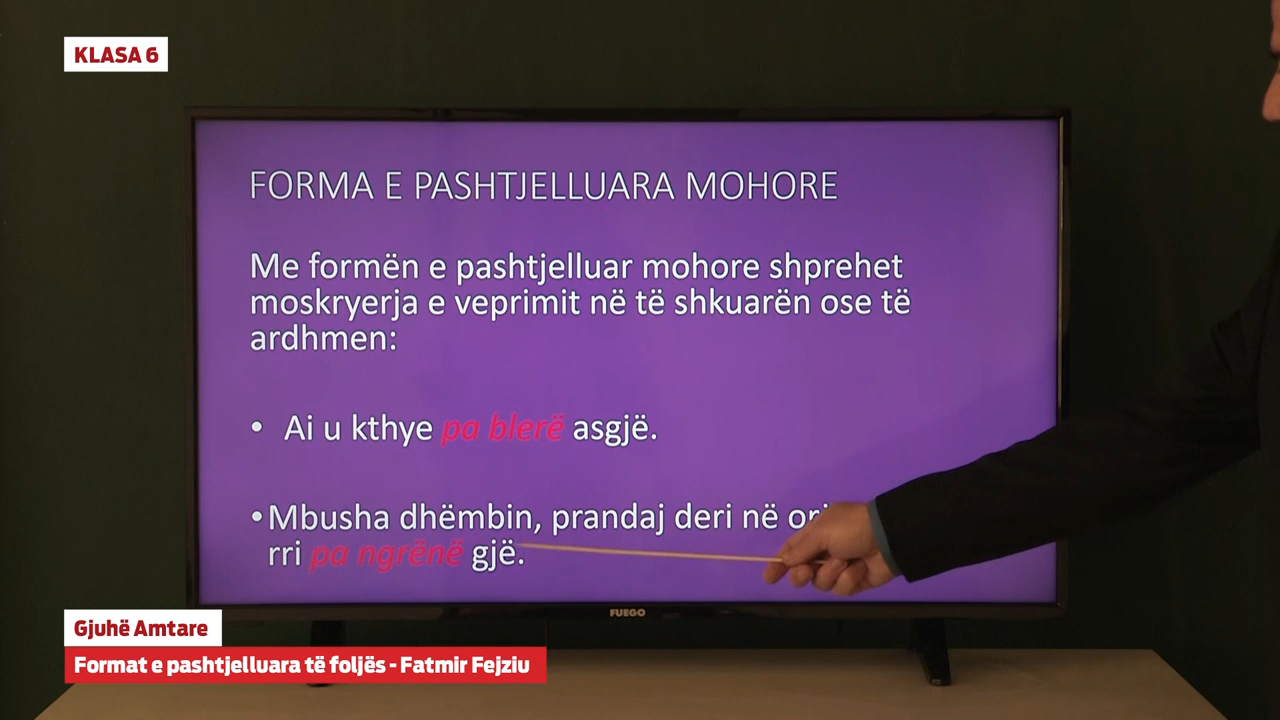 KLASA 6
FORMA E PASHTJELLUARA MOHORE
Me formën e pashtjelluar mohore shprehet
moskryerja e veprimit në të shkuarën ose të
ardhmen:
• Ai u kthye pa blerë asgjë.
• Mbusha dhëmbin, prandaj deri në
rri pa ngrënë gjë.
FUEGO
Gjuhë Amtare
Format e pashtjelluara të foljës - Fatmir Fejziu